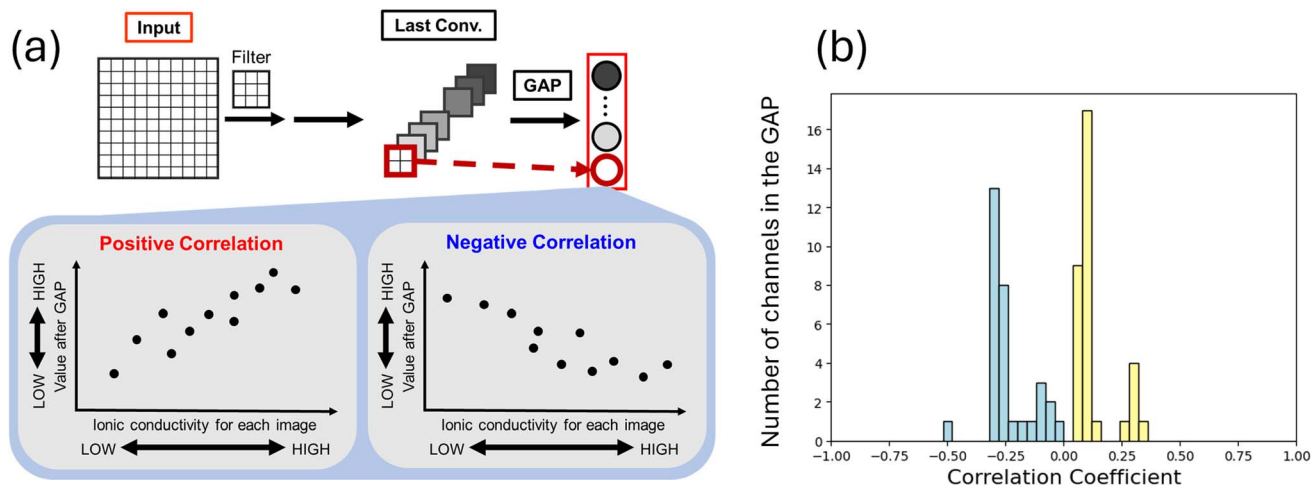 (a)
Input
Filter
Last Conv.
GAP
Positive Correlation
LOW HIGH
Value after GAP
Ionic conductivity for each image
LOW HIGH
Negative Correlation
LOW HIGH
Value after GAP
Ionic conductivity for each image
LOW HIGH
(b)
Number of channels in the GAP
16
14
12
10
8
6
4
2
0
−1.00 −0.75 −0.50 −0.25 0.00 0.25 0.50 0.75 1.00
Correlation Coefficient